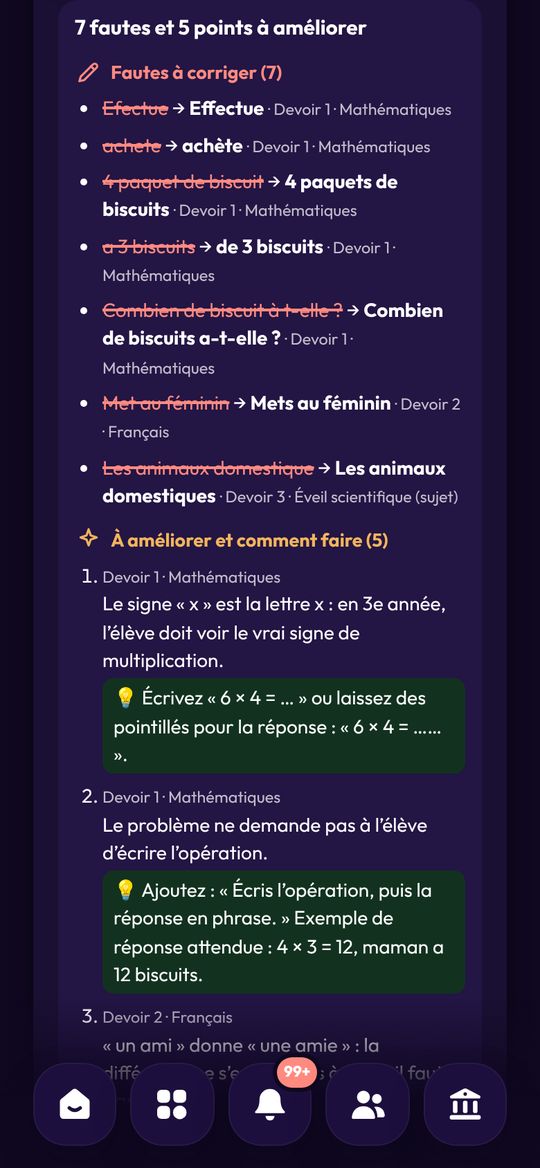 7 fautes et 5 points à améliorer
Fautes à corriger (7)
• Efectue → Effectue · Devoir 1 · Mathématiques
• achete → achète · Devoir 1 · Mathématiques
• 4 paquet de biscuit → 4 paquets de
biscuits · Devoir 1 · Mathématiques
• a 3 biscuits → de 3 biscuits · Devoir 1 ·
Mathématiques
• Combien de biscuit à t-elle ? → Combien
de biscuits a-t-elle ? · Devoir 1 ·
Mathématiques
• Met au féminin → Mets au féminin · Devoir 2
· Français
• Les animaux domestique → Les animaux
domestiques · Devoir 3 · Éveil scientifique (sujet)
À améliorer et comment faire (5)
1. Devoir 1 · Mathématiques
Le signe « x » est la lettre x : en 3e année,
l’élève doit voir le vrai signe de
multiplication.
💡 Écrivez « 6 × 4 = … » ou laissez des
pointillés pour la réponse : « 6 × 4 = ……
».
2. Devoir 1 · Mathématiques
Le problème ne demande pas à l’élève
d’écrire l’opération.
💡 Ajoutez : « Écris l’opération, puis la
réponse en phrase. » Exemple de
réponse attendue : 4 × 3 = 12, maman a
12 biscuits.
3. Devoir 2 · Français
« un ami » donne « une amie » : la
99+